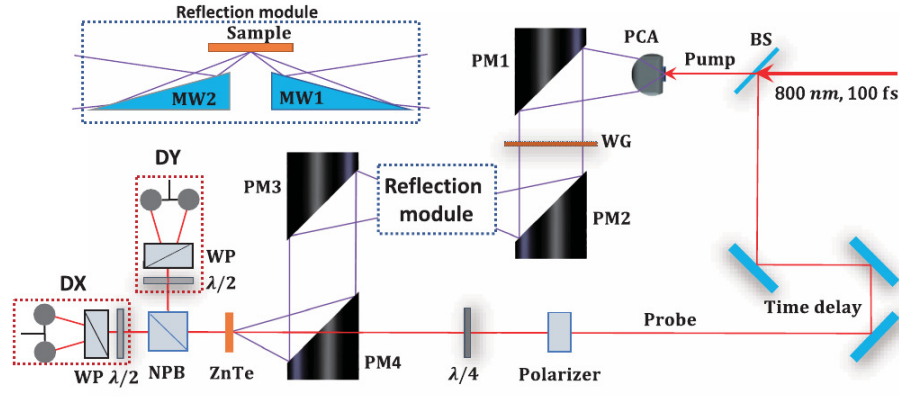 Reflection module
Sample
MW2
MW1
PM1
PCA
BS
Pump
800 nm, 100 fs
WG
DY
PM3
Reflection
module
PM2
WP
λ/2
DX
Time delay
Probe
WP
λ/2
NPB
ZnTe
PM4
λ/4
Polarizer